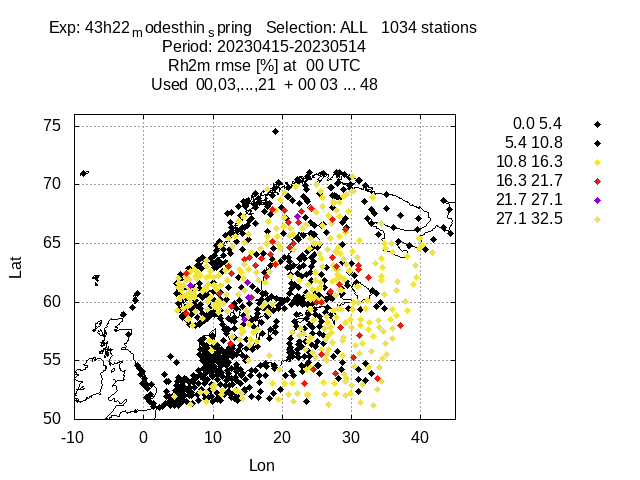 Exp: 43h22modesthinspring Selection: ALL 1034 stations
Period: 20230415-20230514
Rh2m rmse [%] at 00 UTC
Used 00,03,...,21 + 00 03 ... 48
75
70
65
60
55
50
-10 0 10 20 30 40
Lat
Lon
0.0 5.4
5.4 10.8
10.8 16.3
16.3 21.7
21.7 27.1
27.1 32.5